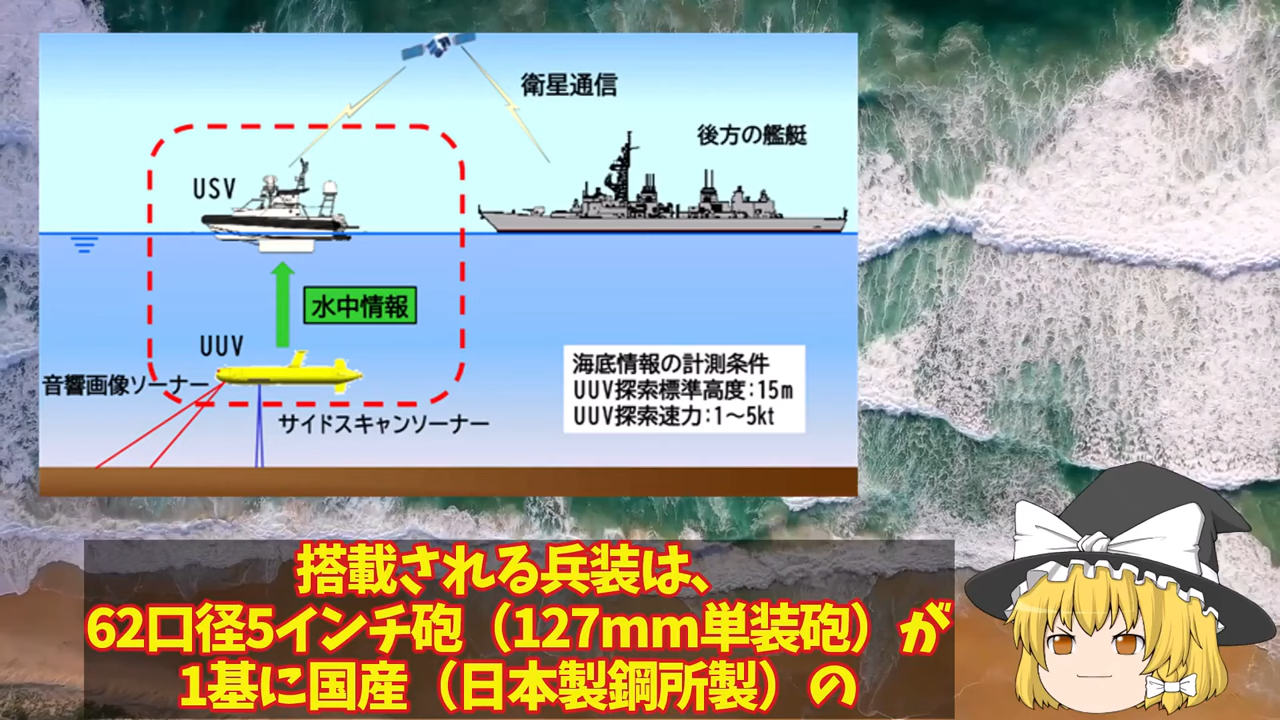 衛星通信
後方の艦艇
USV
水中情報
UUV
音響画像ソーナー
サイドスキャンソーナー
海底情報の計測条件
UUV探索標準高度:15m
UUV探索速力:1～5kt
搭載される兵装は、
62口径5インチ砲（127mm単装砲）が
1基に国産（日本製鋼所製）の